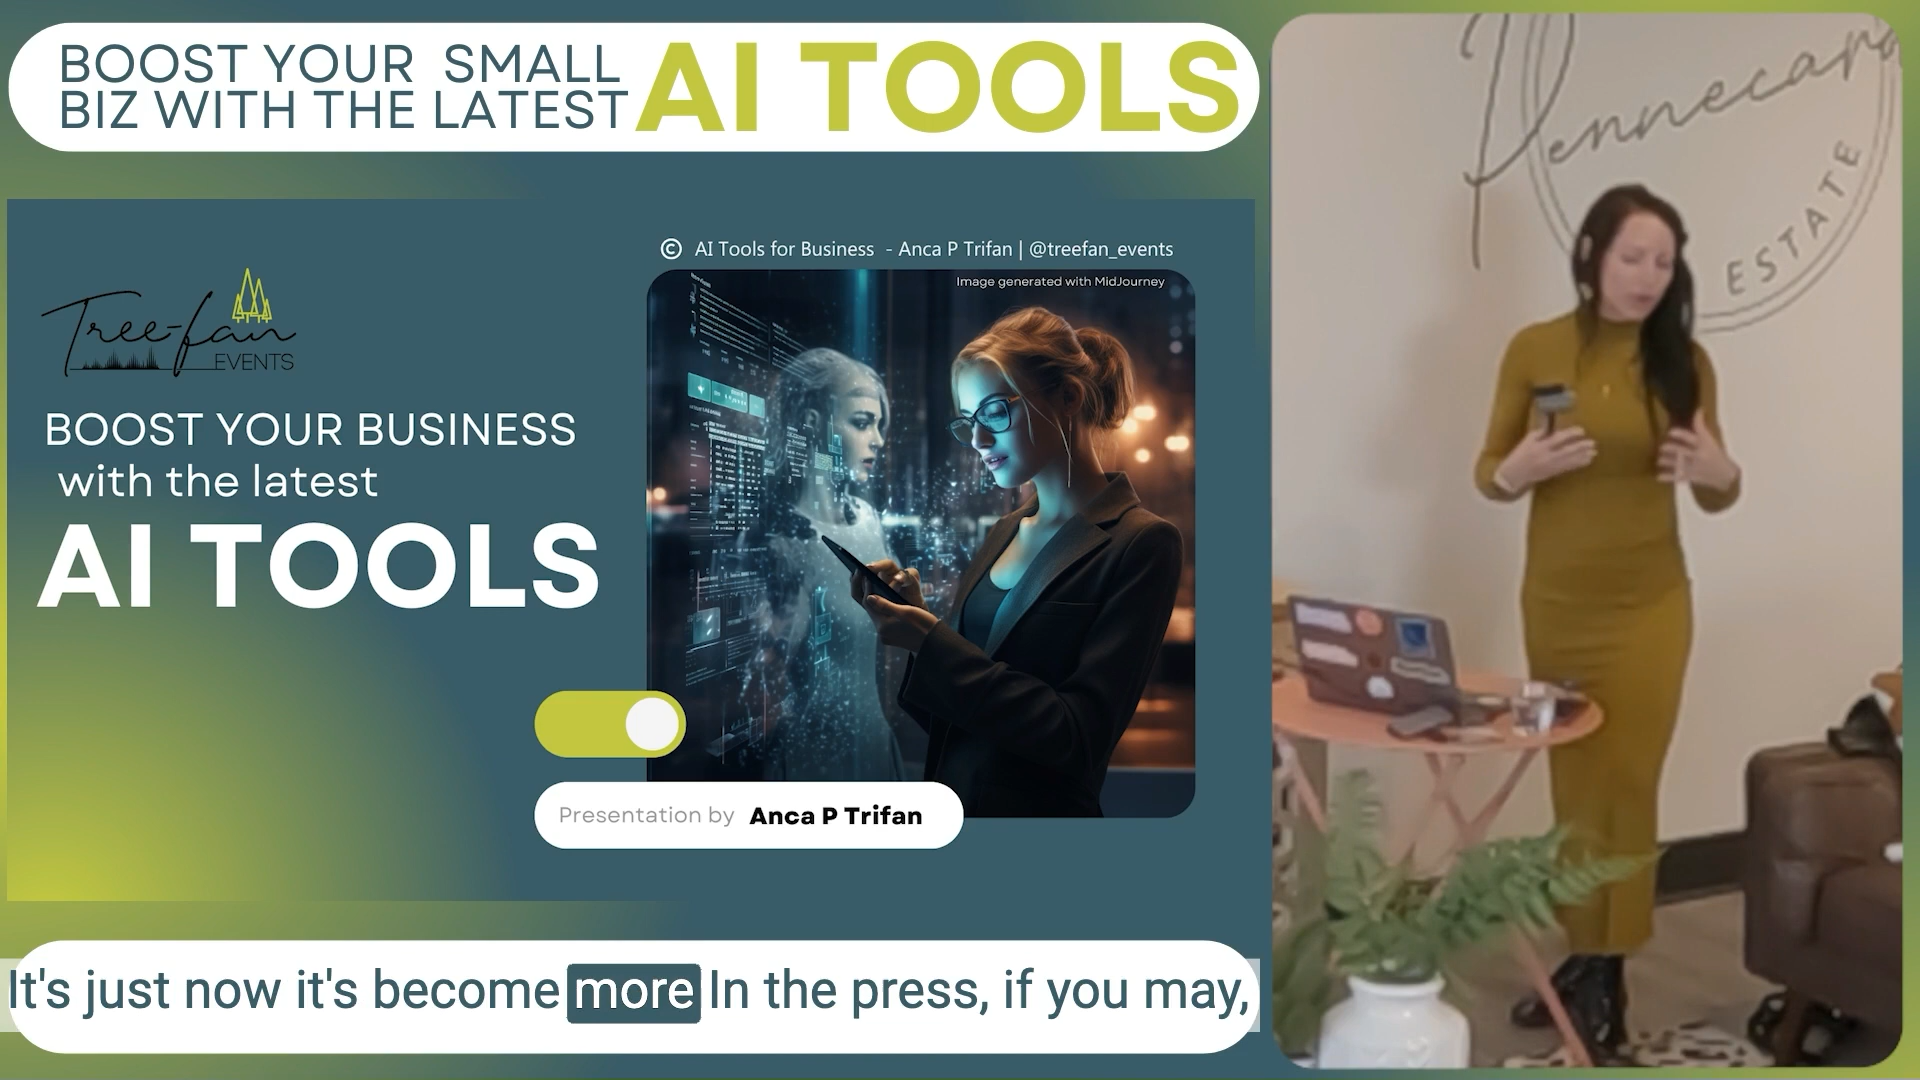 BOOST YOUR SMALL
BIZ WITH THE LATEST
AI TOOLS
© AI Tools for Business - Anca P Trifan | @treefan_events
Image generated with MidJourney
Tree-fan
EVENTS
BOOST YOUR BUSINESS
with the latest
AI TOOLS
Presentation by Anca P Trifan
It's just now it's become more In the press, if you may,
Pennecard
ESTATE